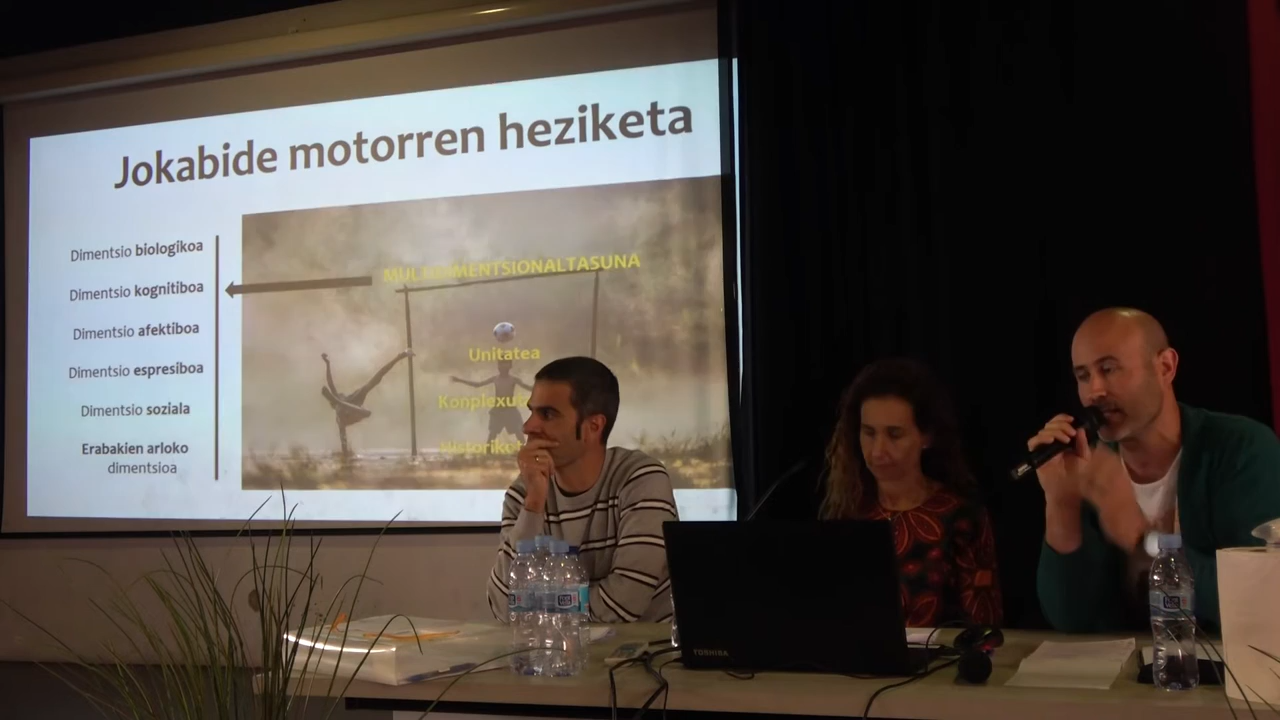 Jokabide motorren heziketa
Dimentsio biologikoa
Dimentsio kognitiboa
Dimentsio afektiboa
Dimentsio espresiboa
Dimentsio soziala
Erabakien arloko
dimentsioa
MULTIDIMENTSIONALTASUNA
Unitatea
TOSHIBA